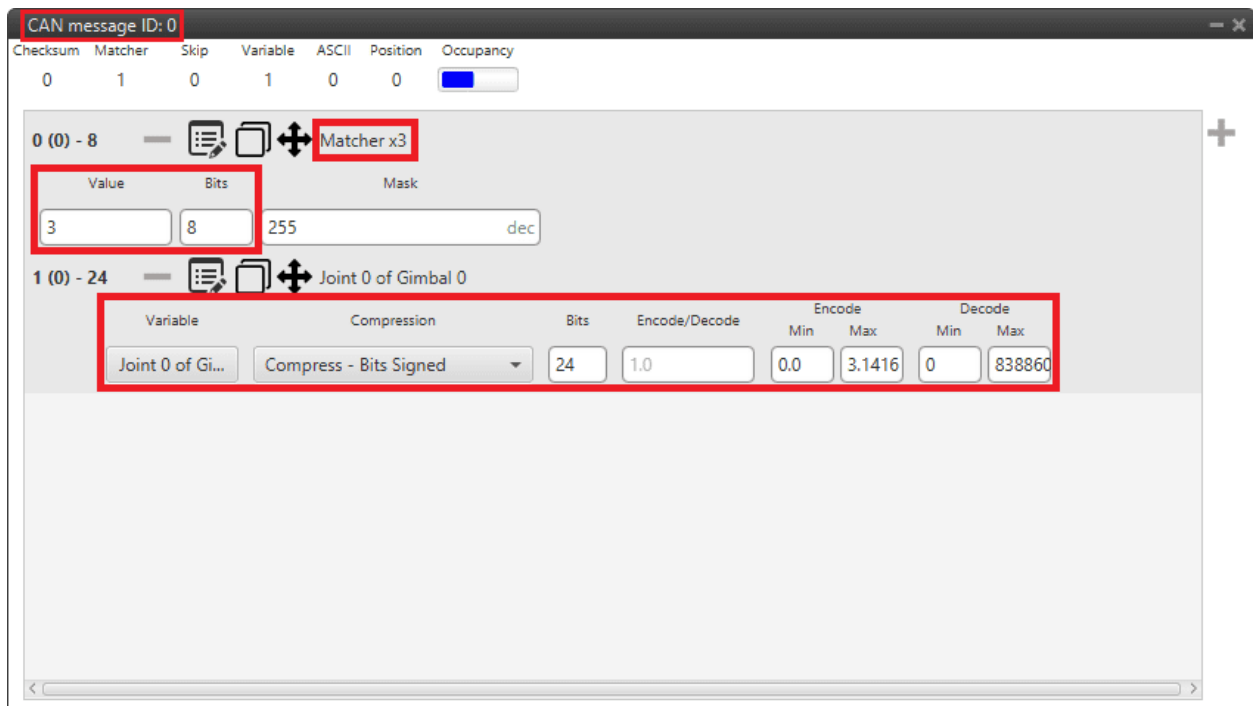 CAN message ID: 0
Checksum Matcher Skip Variable ASCII Position Occupancy
0 1 0 1 0 0
0 (0) - 8 Matcher x3
Value Bits Mask
3 8 255 dec
1 (0) - 24 Joint 0 of Gimbal 0
Variable Compression Bits Encode/Decode Encode Decode
Min Max Min Max
Joint 0 of Gi... Compress - Bits Signed 24 1.0 0.0 3.1416 0 838860